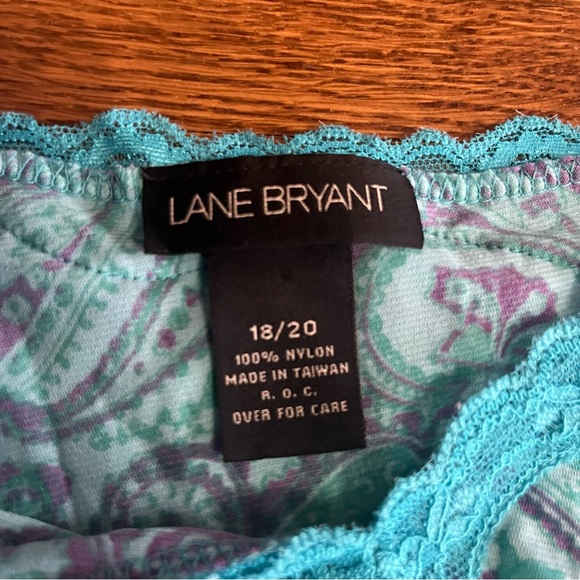 LANE BRYANT
18/20
100% NYLON
MADE IN TAIWAN
R. O. C.
OVER FOR CARE